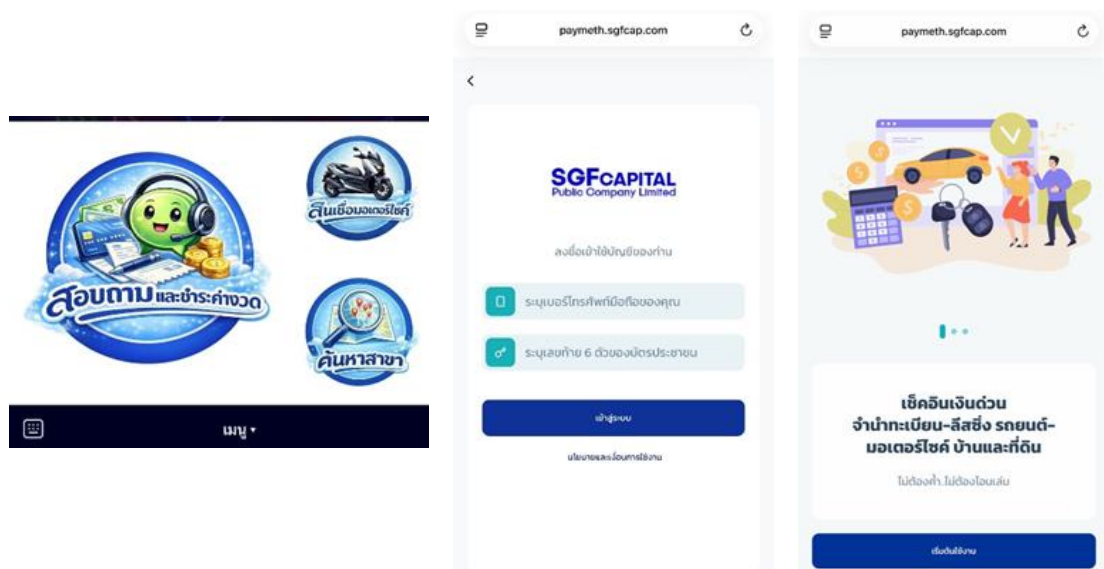 สินเชื่อมอเตอร์ไซค์
สอบถามและชำระค่างวด
ค้นหาสาขา
เมนู ▾
paymeth.sgfcap.com
SGFCAPITAL
Public Company Limited
ลงชื่อเข้าใช้บัญชีของท่าน
ระบุเบอร์โทรศัพท์มือถือของคุณ
ระบุเลขท้าย 6 ตัวของบัตรประชาชน
เข้าสู่ระบบ
นโยบายและเงื่อนการใช้งาน
paymeth.sgfcap.com
เช็คอินเงินด่วน
จำนำทะเบียน-ลีสซิ่ง รถยนต์-
มอเตอร์ไซค์ บ้านและที่ดิน
ไม่ต้องค้ำ.ไม่ต้องโอนเล่ม
เริ่มต้นใช้งาน